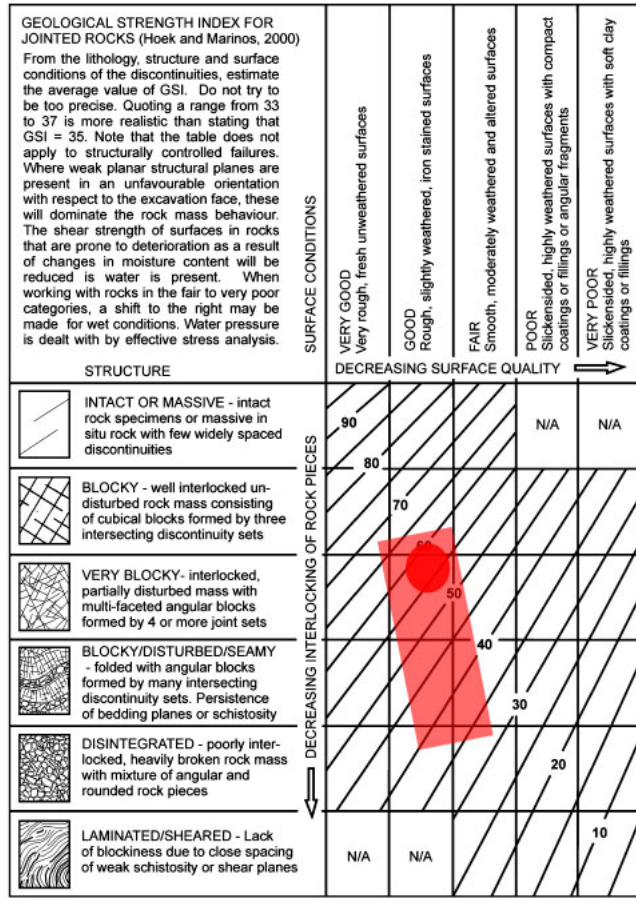 GEOLOGICAL STRENGTH INDEX FOR
JOINTED ROCKS (Hoek and Marinos, 2000)
From the lithology, structure and surface
conditions of the discontinuities, estimate
the average value of GSI. Do not try to
be too precise. Quoting a range from 33
to 37 is more realistic than stating that
GSI = 35. Note that the table does not
apply to structurally controlled failures.
Where weak planar structural planes are
present in an unfavourable orientation
with respect to the excavation face, these
will dominate the rock mass behaviour.
The shear strength of surfaces in rocks
that are prone to deterioration as a result
of changes in moisture content will be
reduced is water is present. When
working with rocks in the fair to very poor
categories, a shift to the right may be
made for wet conditions. Water pressure
is dealt with by effective stress analysis.
SURFACE CONDITIONS
VERY GOOD
Very rough, fresh unweathered surfaces
GOOD
Rough, slightly weathered, iron stained surfaces
FAIR
Smooth, moderately weathered and altered surfaces
POOR
Slickensided, highly weathered surfaces with compact
coatings or fillings or angular fragments
VERY POOR
Slickensided, highly weathered surfaces with soft clay
coatings or fillings
STRUCTURE
DECREASING SURFACE QUALITY
DECREASING INTERLOCKING OF ROCK PIECES
INTACT OR MASSIVE - intact
rock specimens or massive in
situ rock with few widely spaced
discontinuities
90
80
N/A
N/A
BLOCKY - well interlocked un-
disturbed rock mass consisting
of cubical blocks formed by three
intersecting discontinuity sets
70
60
VERY BLOCKY- interlocked,
partially disturbed mass with
multi-faceted angular blocks
formed by 4 or more joint sets
50
BLOCKY/DISTURBED/SEAMY
- folded with angular blocks
formed by many intersecting
discontinuity sets. Persistence
of bedding planes or schistosity
40
30
DISINTEGRATED - poorly inter-
locked, heavily broken rock mass
with mixture of angular and
rounded rock pieces
20
LAMINATED/SHEARED - Lack
of blockiness due to close spacing
of weak schistosity or shear planes
N/A
N/A
10